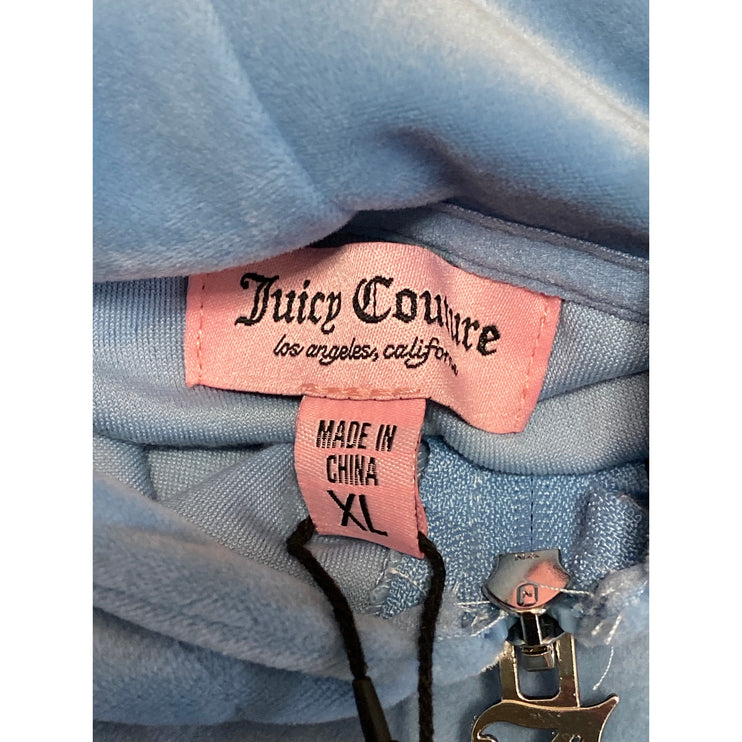 Juicy Couture
los angeles, california
MADE IN
CHINA
XL